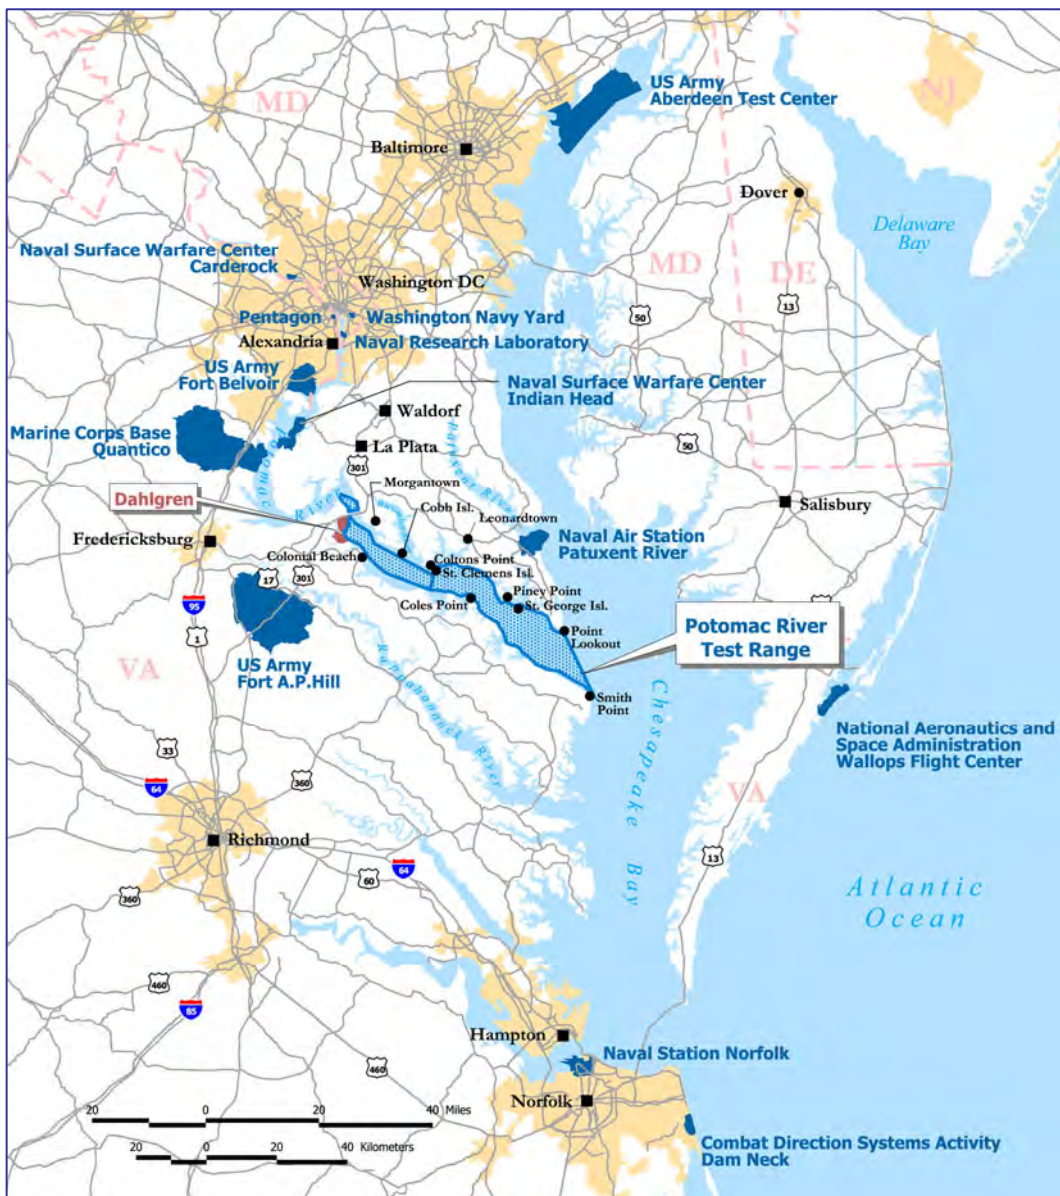 US Army
Aberdeen Test Center
MD
NJ
Baltimore
Dover
Delaware
Bay
Naval Surface Warfare Center
Carderock
MD
DE
Washington DC
13
50
Pentagon
Washington Navy Yard
Alexandria
Naval Research Laboratory
US Army
Fort Belvoir
Naval Surface Warfare Center
Indian Head
Waldorf
Marine Corps Base
Quantico
La Plata
50
Potomac
River
Patuxent River
301
Morgantown
Dahlgren
Cobb Isl.
Leonardtown
Salisbury
Fredericksburg
Naval Air Station
Patuxent River
Colonial Beach
Coltons Point
St. Clemens Isl.
17
301
Piney Point
95
Coles Point
St. George Isl.
1
Point
Lookout
Potomac River
Test Range
VA
US Army
Fort A.P.Hill
Rappahannock River
Smith
Point
Chesapeake Bay
National Aeronautics and
Space Administration
Wallops Flight Center
33
64
360
VA
Richmond
13
64
60
360
Atlantic
Ocean
460
85
Hampton
Naval Station Norfolk
460
Norfolk
20 0 20 40 Miles
20 0 20 40 Kilometers
Combat Direction Systems Activity
Dam Neck